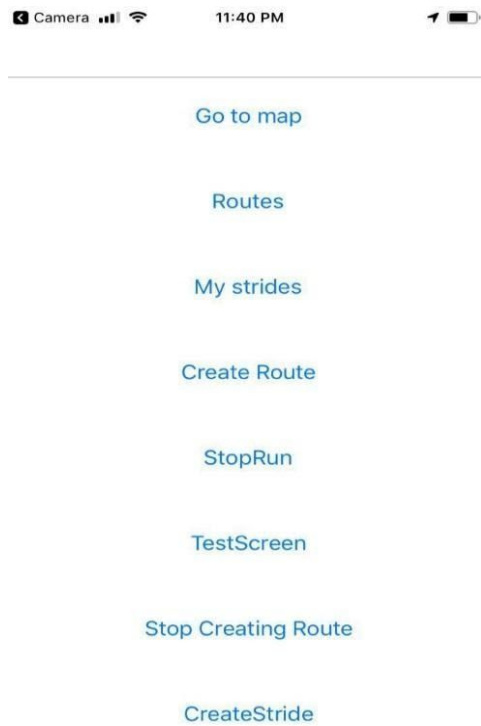 Camera 11:40 PM
Go to map
Routes
My strides
Create Route
StopRun
TestScreen
Stop Creating Route
CreateStride